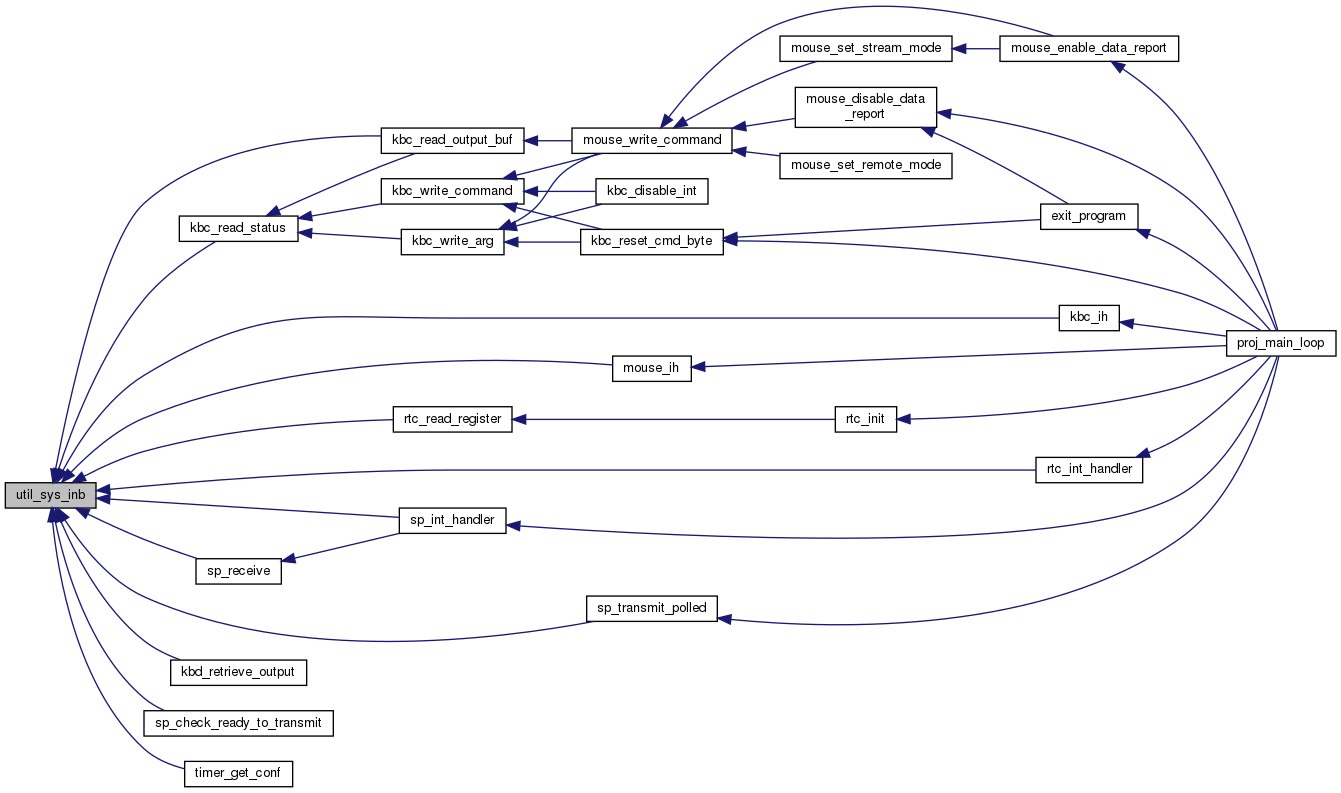 mouse_set_stream_mode
mouse_enable_data_report
mouse_disable_data
_report
kbc_read_output_buf
mouse_write_command
mouse_set_remote_mode
kbc_write_command
kbc_disable_int
kbc_read_status
exit_program
kbc_write_arg
kbc_reset_cmd_byte
kbc_ih
proj_main_loop
mouse_ih
rtc_read_register
rtc_init
rtc_int_handler
util_sys_inb
sp_int_handler
sp_receive
sp_transmit_polled
kbd_retrieve_output
sp_check_ready_to_transmit
timer_get_conf